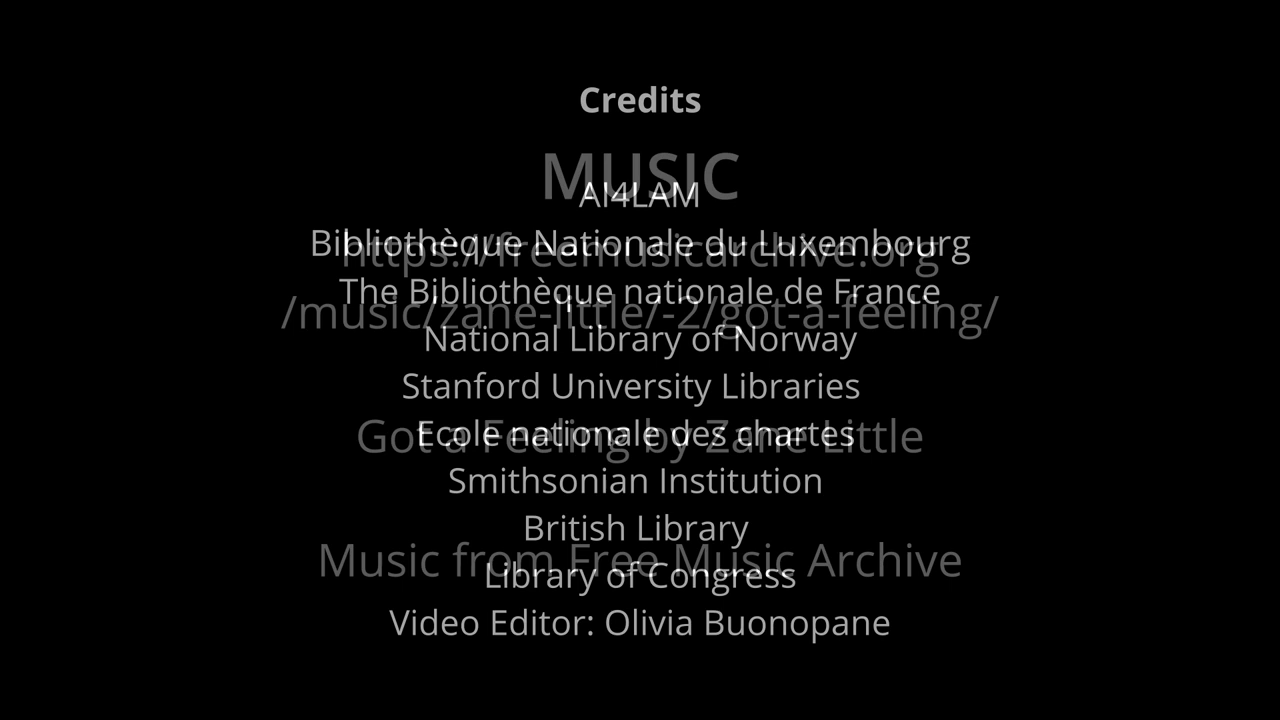 Credits
MUSIC
AI4LAM
Bibliothèque Nationale du Luxembourg
https://freemusicarchive.org
The Bibliothèque nationale de France
/music/zane-little/-2/got-a-feeling/
National Library of Norway
Stanford University Libraries
Ecole nationale des chartes
Got a Feeling by Zane Little
Smithsonian Institution
British Library
Music from Free Music Archive
Library of Congress
Video Editor: Olivia Buonopane